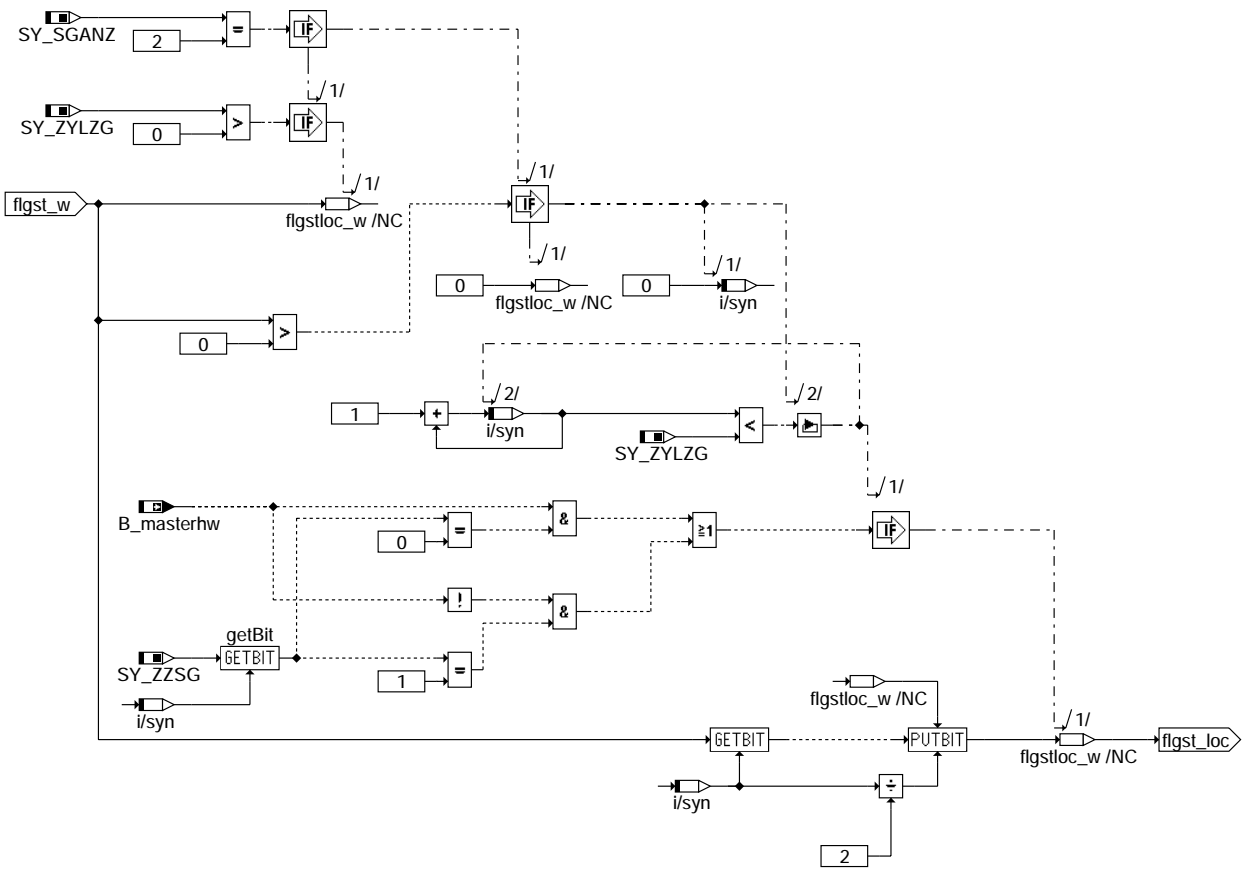 SY_SGANZ
2
=
IF
/1/
SY_ZYLZG
0
>
IF
/1/
/1/
flgst_w
flgstloc_w /NC
IF
/1/
/1/
0
flgstloc_w /NC
0
i/syn
0
>
/2/
/2/
1
+
i/syn
<
SY_ZYLZG
/1/
B_masterhw
&
=
0
≥1
IF
!
&
getBit
GETBIT
SY_ZZSG
=
1
i/syn
flgstloc_w /NC
/1/
GETBIT
PUTBIT
flgstloc_w /NC
flgst_loc
i/syn
÷
2